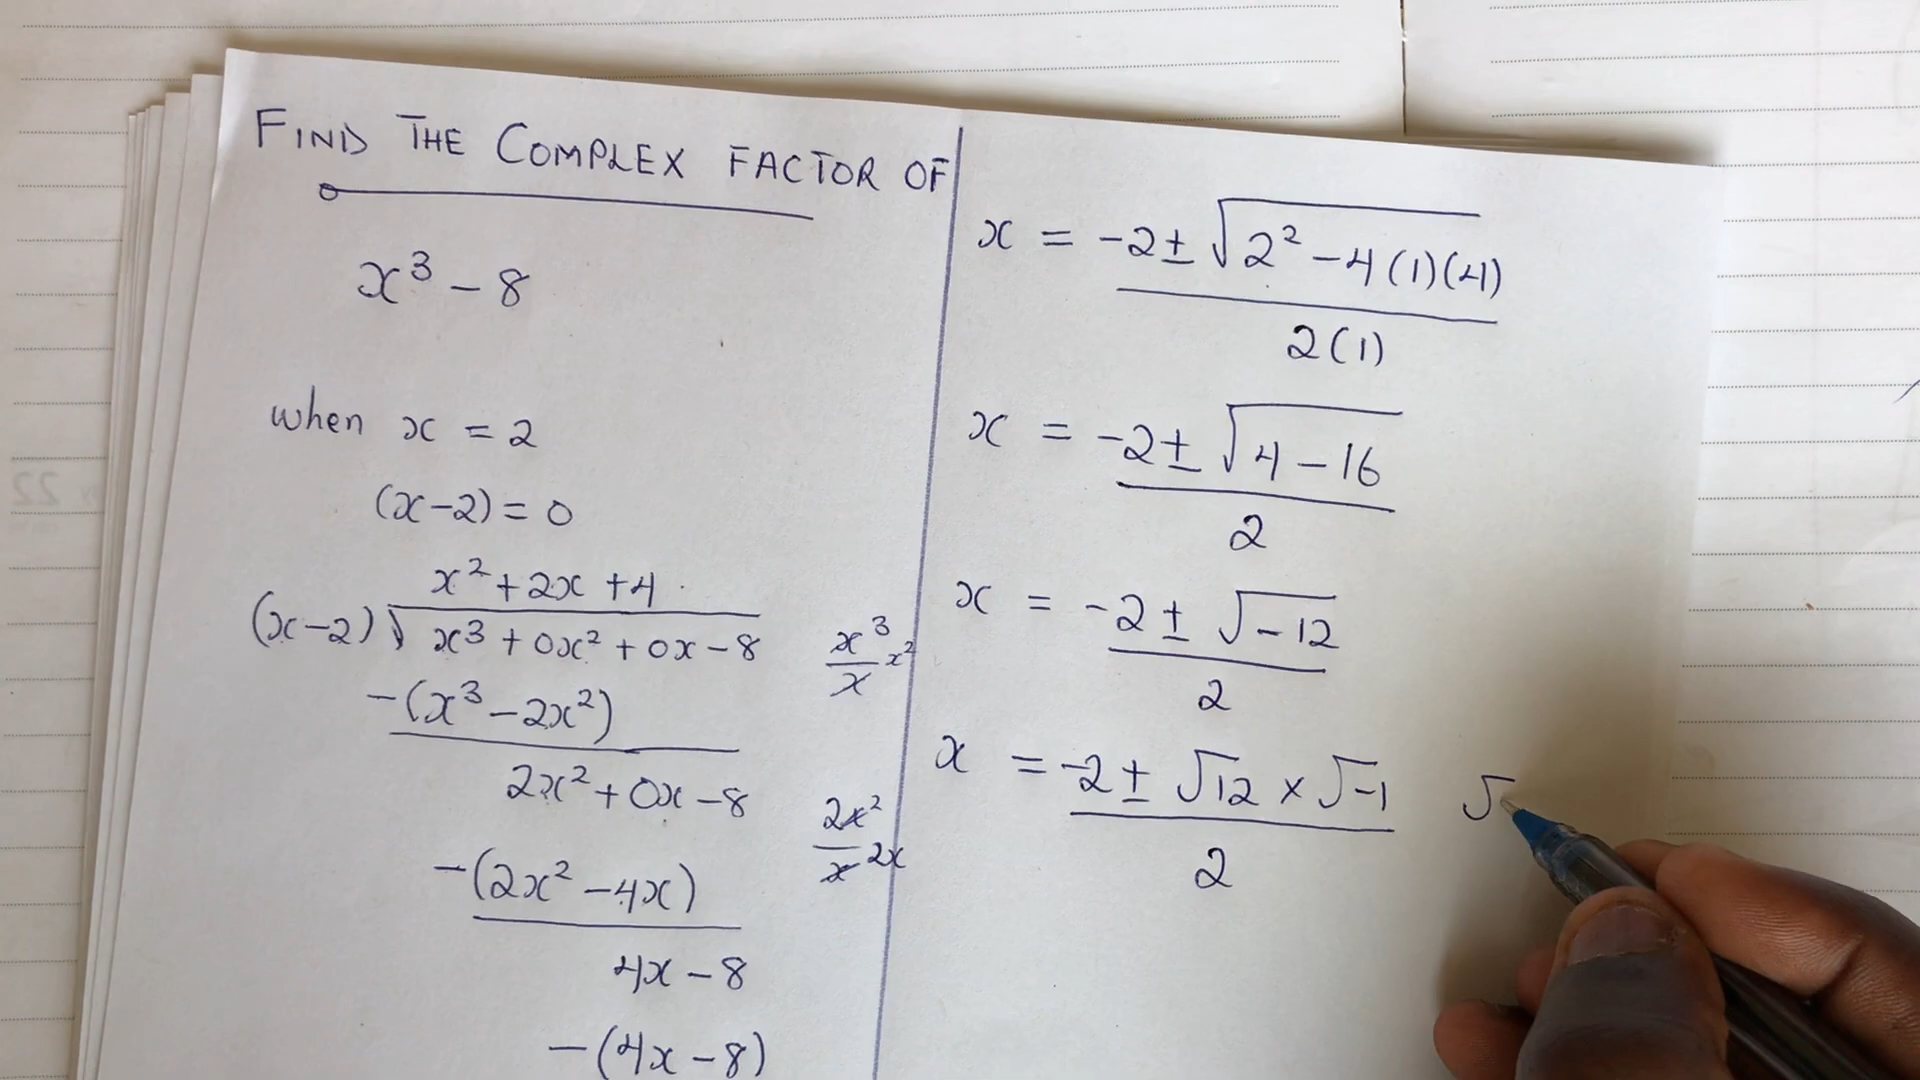 FIND THE COMPLEX FACTOR OF
x³ - 8
when x = 2
(x-2) = 0
x² + 2x + 4
(x-2) √ x³ + 0x² + 0x - 8
x³
x x²
-(x³ - 2x²)
2x² + 0x - 8
2x²
x 2x
-(2x² - 4x)
4x - 8
-(4x - 8)
x = -2 ± √2² - 4(1)(4)
2(1)
x = -2 ± √4 - 16
2
x = -2 ± √-12
2
x = -2 ± √12 × √-1 √
2